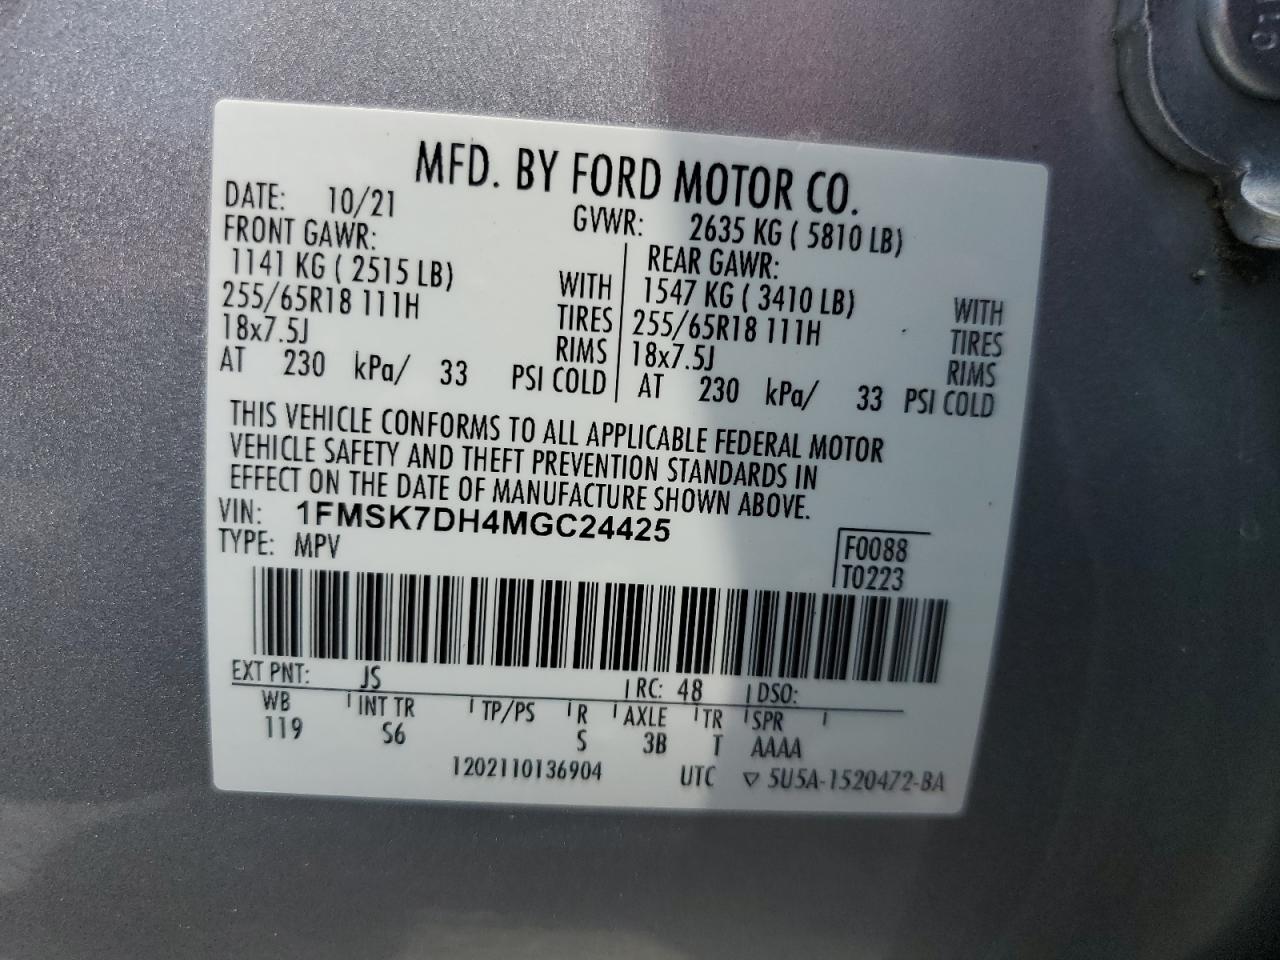 MFD. BY FORD MOTOR CO.
DATE: 10/21 GVWR: 2635 KG ( 5810 LB)
FRONT GAWR: REAR GAWR:
1141 KG ( 2515 LB) WITH 1547 KG ( 3410 LB) WITH
255/65R18 111H TIRES 255/65R18 111H TIRES
18x7.5J RIMS 18x7.5J RIMS
AT 230 kPa/ 33 PSI COLD AT 230 kPa/ 33 PSI COLD
THIS VEHICLE CONFORMS TO ALL APPLICABLE FEDERAL MOTOR
VEHICLE SAFETY AND THEFT PREVENTION STANDARDS IN
EFFECT ON THE DATE OF MANUFACTURE SHOWN ABOVE.
VIN: 1FMSK7DH4MGC24425
TYPE: MPV
F0088
T0223
EXT PNT: JS RC: 48 DSO:
WB INT TR TP/PS R AXLE TR SPR
119 S6 S 3B T AAAA
1202110136904 UTC ▽ 5U5A-1520472-BA